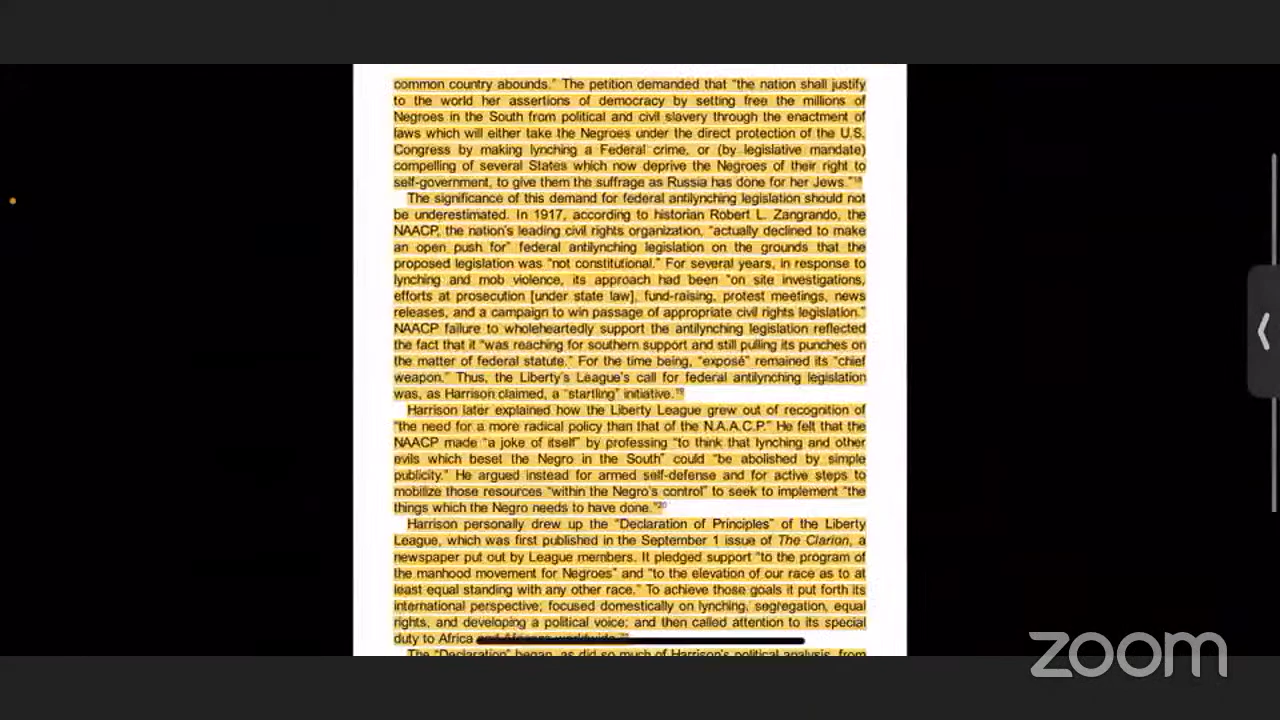 common country abounds." The petition demanded that "the nation shall justify
to the world her assertions of democracy by setting free the millions of
Negroes in the South from political and civil slavery through the enactment of
laws which will either take the Negroes under the direct protection of the U.S.
Congress by making lynching a Federal crime, or (by legislative mandate)
compelling of several States which now deprive the Negroes of their right to
self-government, to give them the suffrage as Russia has done for her Jews."18
The significance of this demand for federal antilynching legislation should not
be underestimated. In 1917, according to historian Robert L. Zangrando, the
NAACP, the nation's leading civil rights organization, "actually declined to make
an open push for" federal antilynching legislation on the grounds that the
proposed legislation was "not constitutional." For several years, in response to
lynching and mob violence, its approach had been "on site investigations,
efforts at prosecution [under state law], fund-raising, protest meetings, news
releases, and a campaign to win passage of appropriate civil rights legislation."
NAACP failure to wholeheartedly support the antilynching legislation reflected
the fact that it "was reaching for southern support and still pulling its punches on
the matter of federal statute." For the time being, "exposé" remained its "chief
weapon." Thus, the Liberty's League's call for federal antilynching legislation
was, as Harrison claimed, a "startling" initiative.19
Harrison later explained how the Liberty League grew out of recognition of
"the need for a more radical policy than that of the N.A.A.C.P." He felt that the
NAACP made "a joke of itself" by professing "to think that lynching and other
evils which beset the Negro in the South" could "be abolished by simple
publicity." He argued instead for armed self-defense and for active steps to
mobilize those resources "within the Negro's control" to seek to implement "the
things which the Negro needs to have done."20
Harrison personally drew up the "Declaration of Principles" of the Liberty
League, which was first published in the September 1 issue of The Clarion, a
newspaper put out by League members. It pledged support "to the program of
the manhood movement for Negroes" and "to the elevation of our race as to at
least equal standing with any other race." To achieve those goals it put forth its
international perspective; focused domestically on lynching, segregation, equal
rights, and developing a political voice; and then called attention to its special
duty to Africa and Africans worldwide.
The "Declaration" began, as did so much of Harrison's political analysis, from
zoom